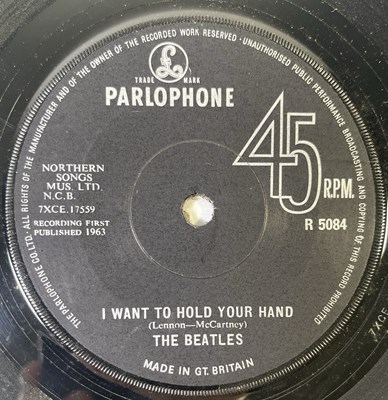 ALL RIGHTS OF THE MANUFACTURER AND OF THE OWNER OF THE RECORDED WORK RESERVED · UNAUTHORISED PUBLIC PERFORMANCE BROADCASTING AND COPYING OF THIS RECORD PROHIBITED
THE PARLOPHONE CO. LTD.
£
TRADE MARK
PARLOPHONE
45
R.P.M.
R 5084
NORTHERN
SONGS
MUS. LTD.
N.C.B.
7XCE.17559
RECORDING FIRST
PUBLISHED 1963
I WANT TO HOLD YOUR HAND
(Lennon—McCartney)
THE BEATLES
MADE IN GT. BRITAIN
7XCE